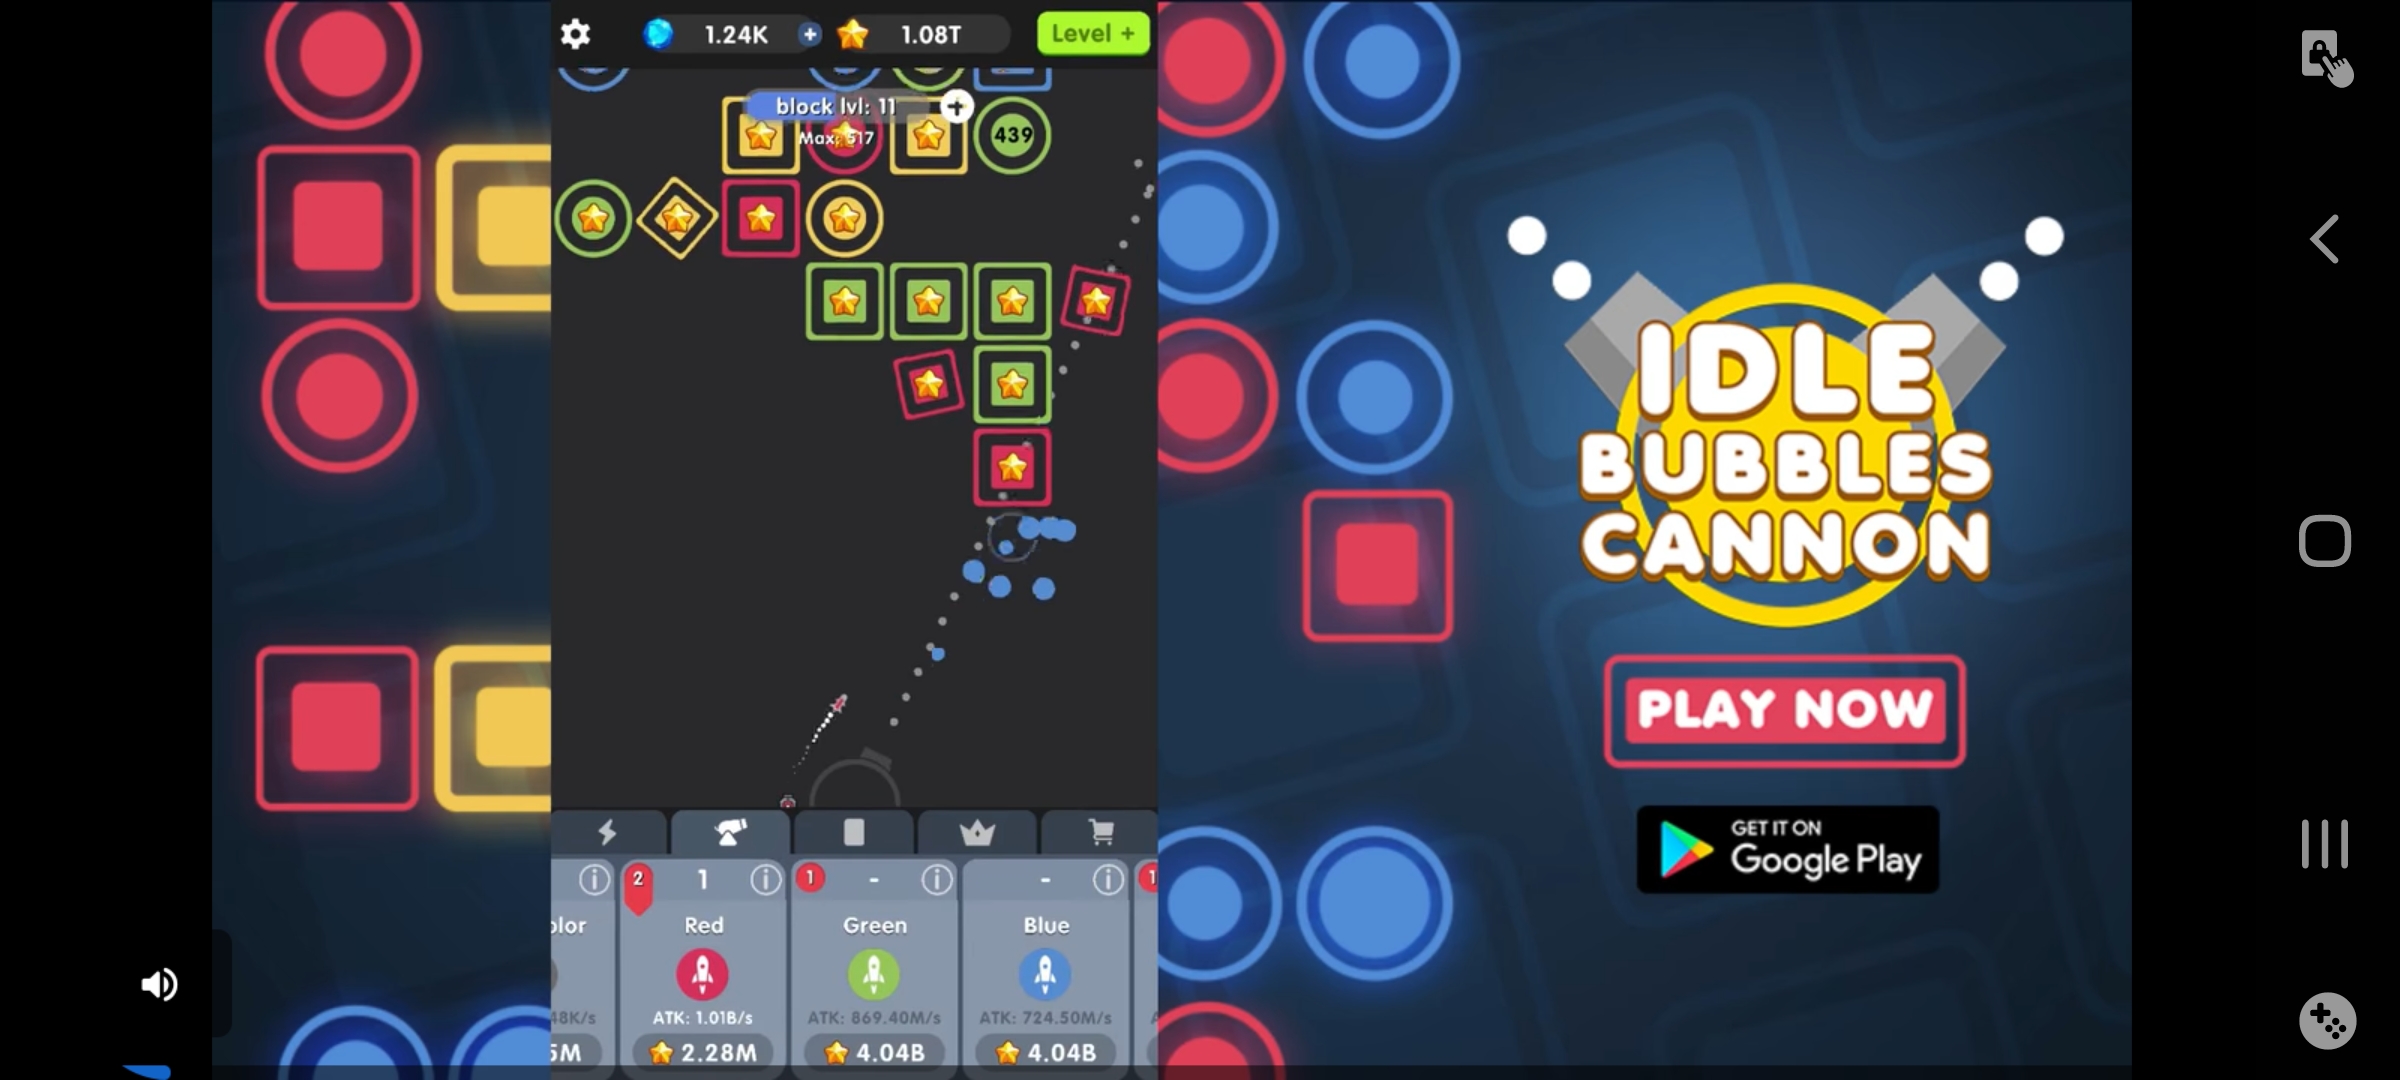 1.24K
1.08T
Level +
block lvl: 11
Max: 517
439
IDLE
BUBBLES
CANNON
PLAY NOW
GET IT ON
Google Play
2 1
1 -
-
1
Red
Green
Blue
48K/s
ATK: 1.01B/s
ATK: 869.40M/s
ATK: 724.50M/s
2.28M
4.04B
4.04B